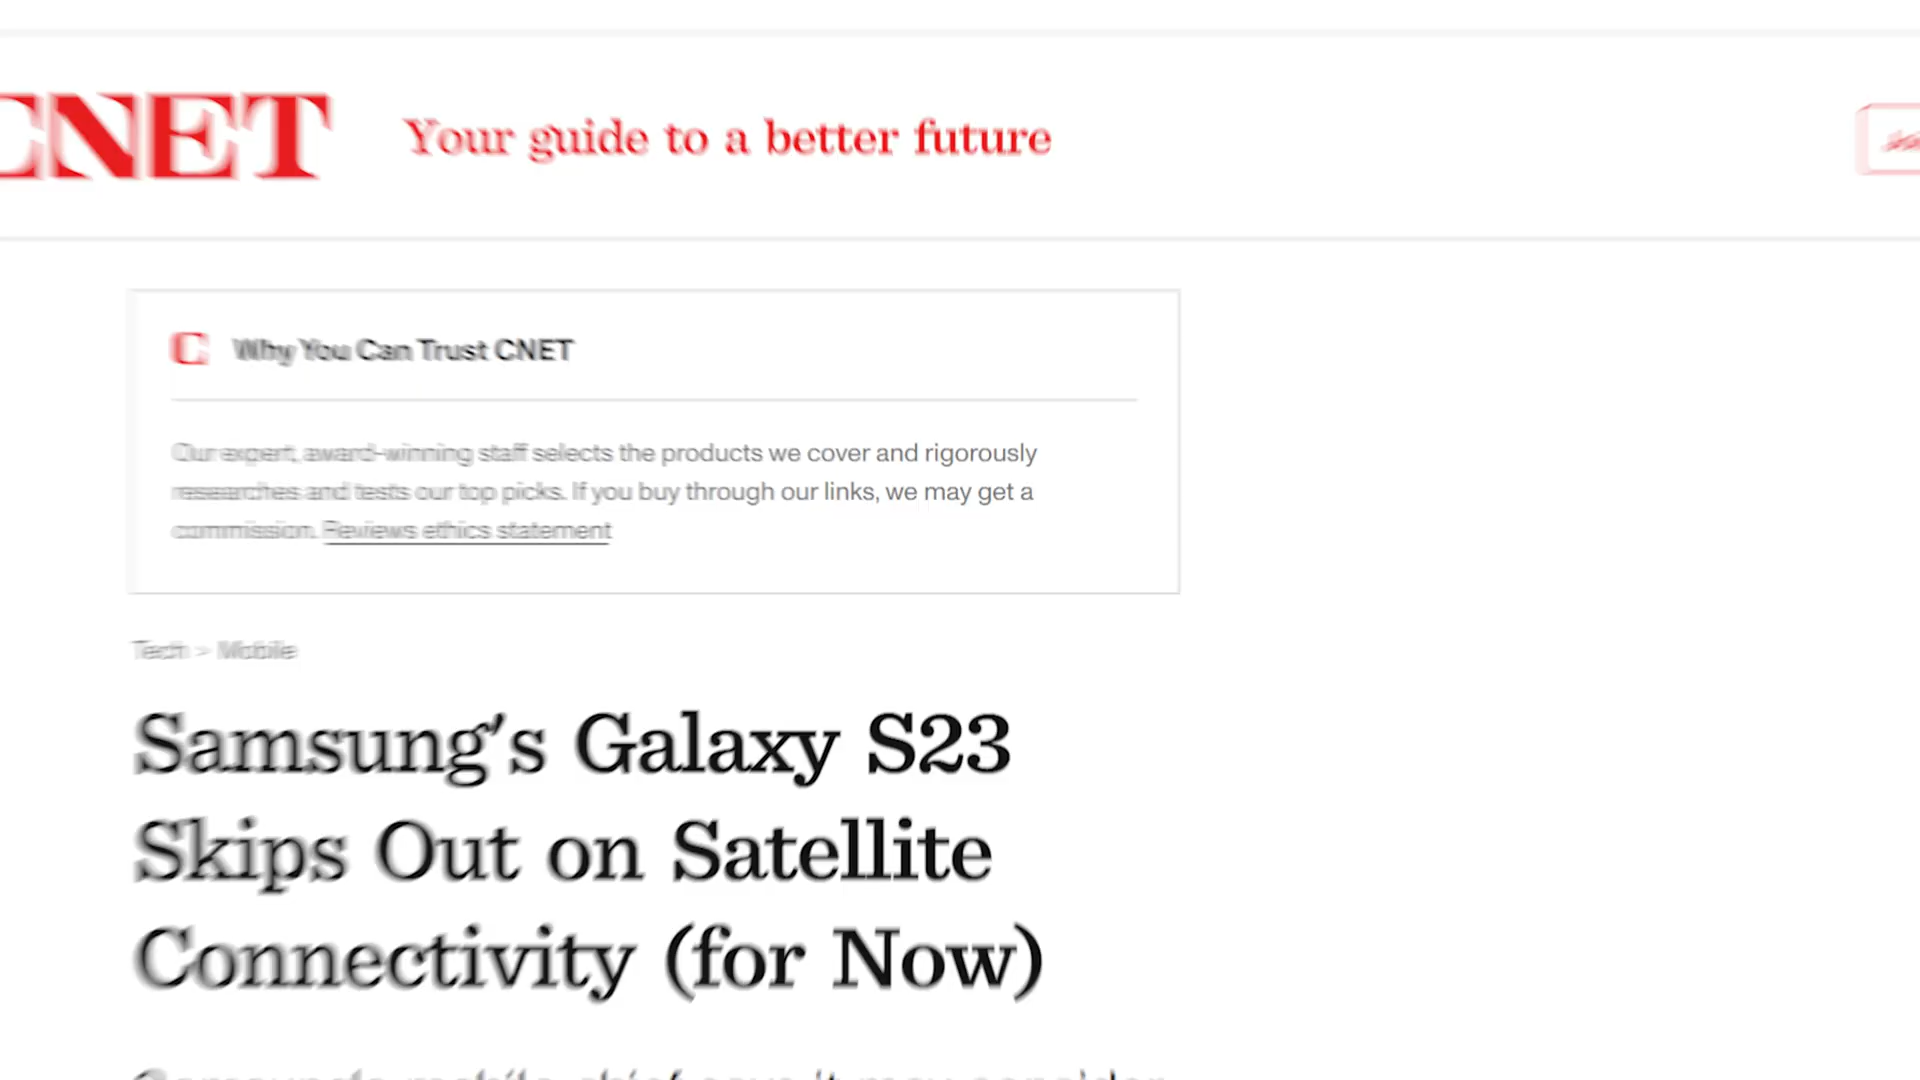 CNET Your guide to a better future
C Why You Can Trust CNET
Our expert, award-winning staff selects the products we cover and rigorously
researches and tests our top picks. If you buy through our links, we may get a
commission. Reviews ethics statement
Tech > Mobile
Samsung's Galaxy S23
Skips Out on Satellite
Connectivity (for Now)